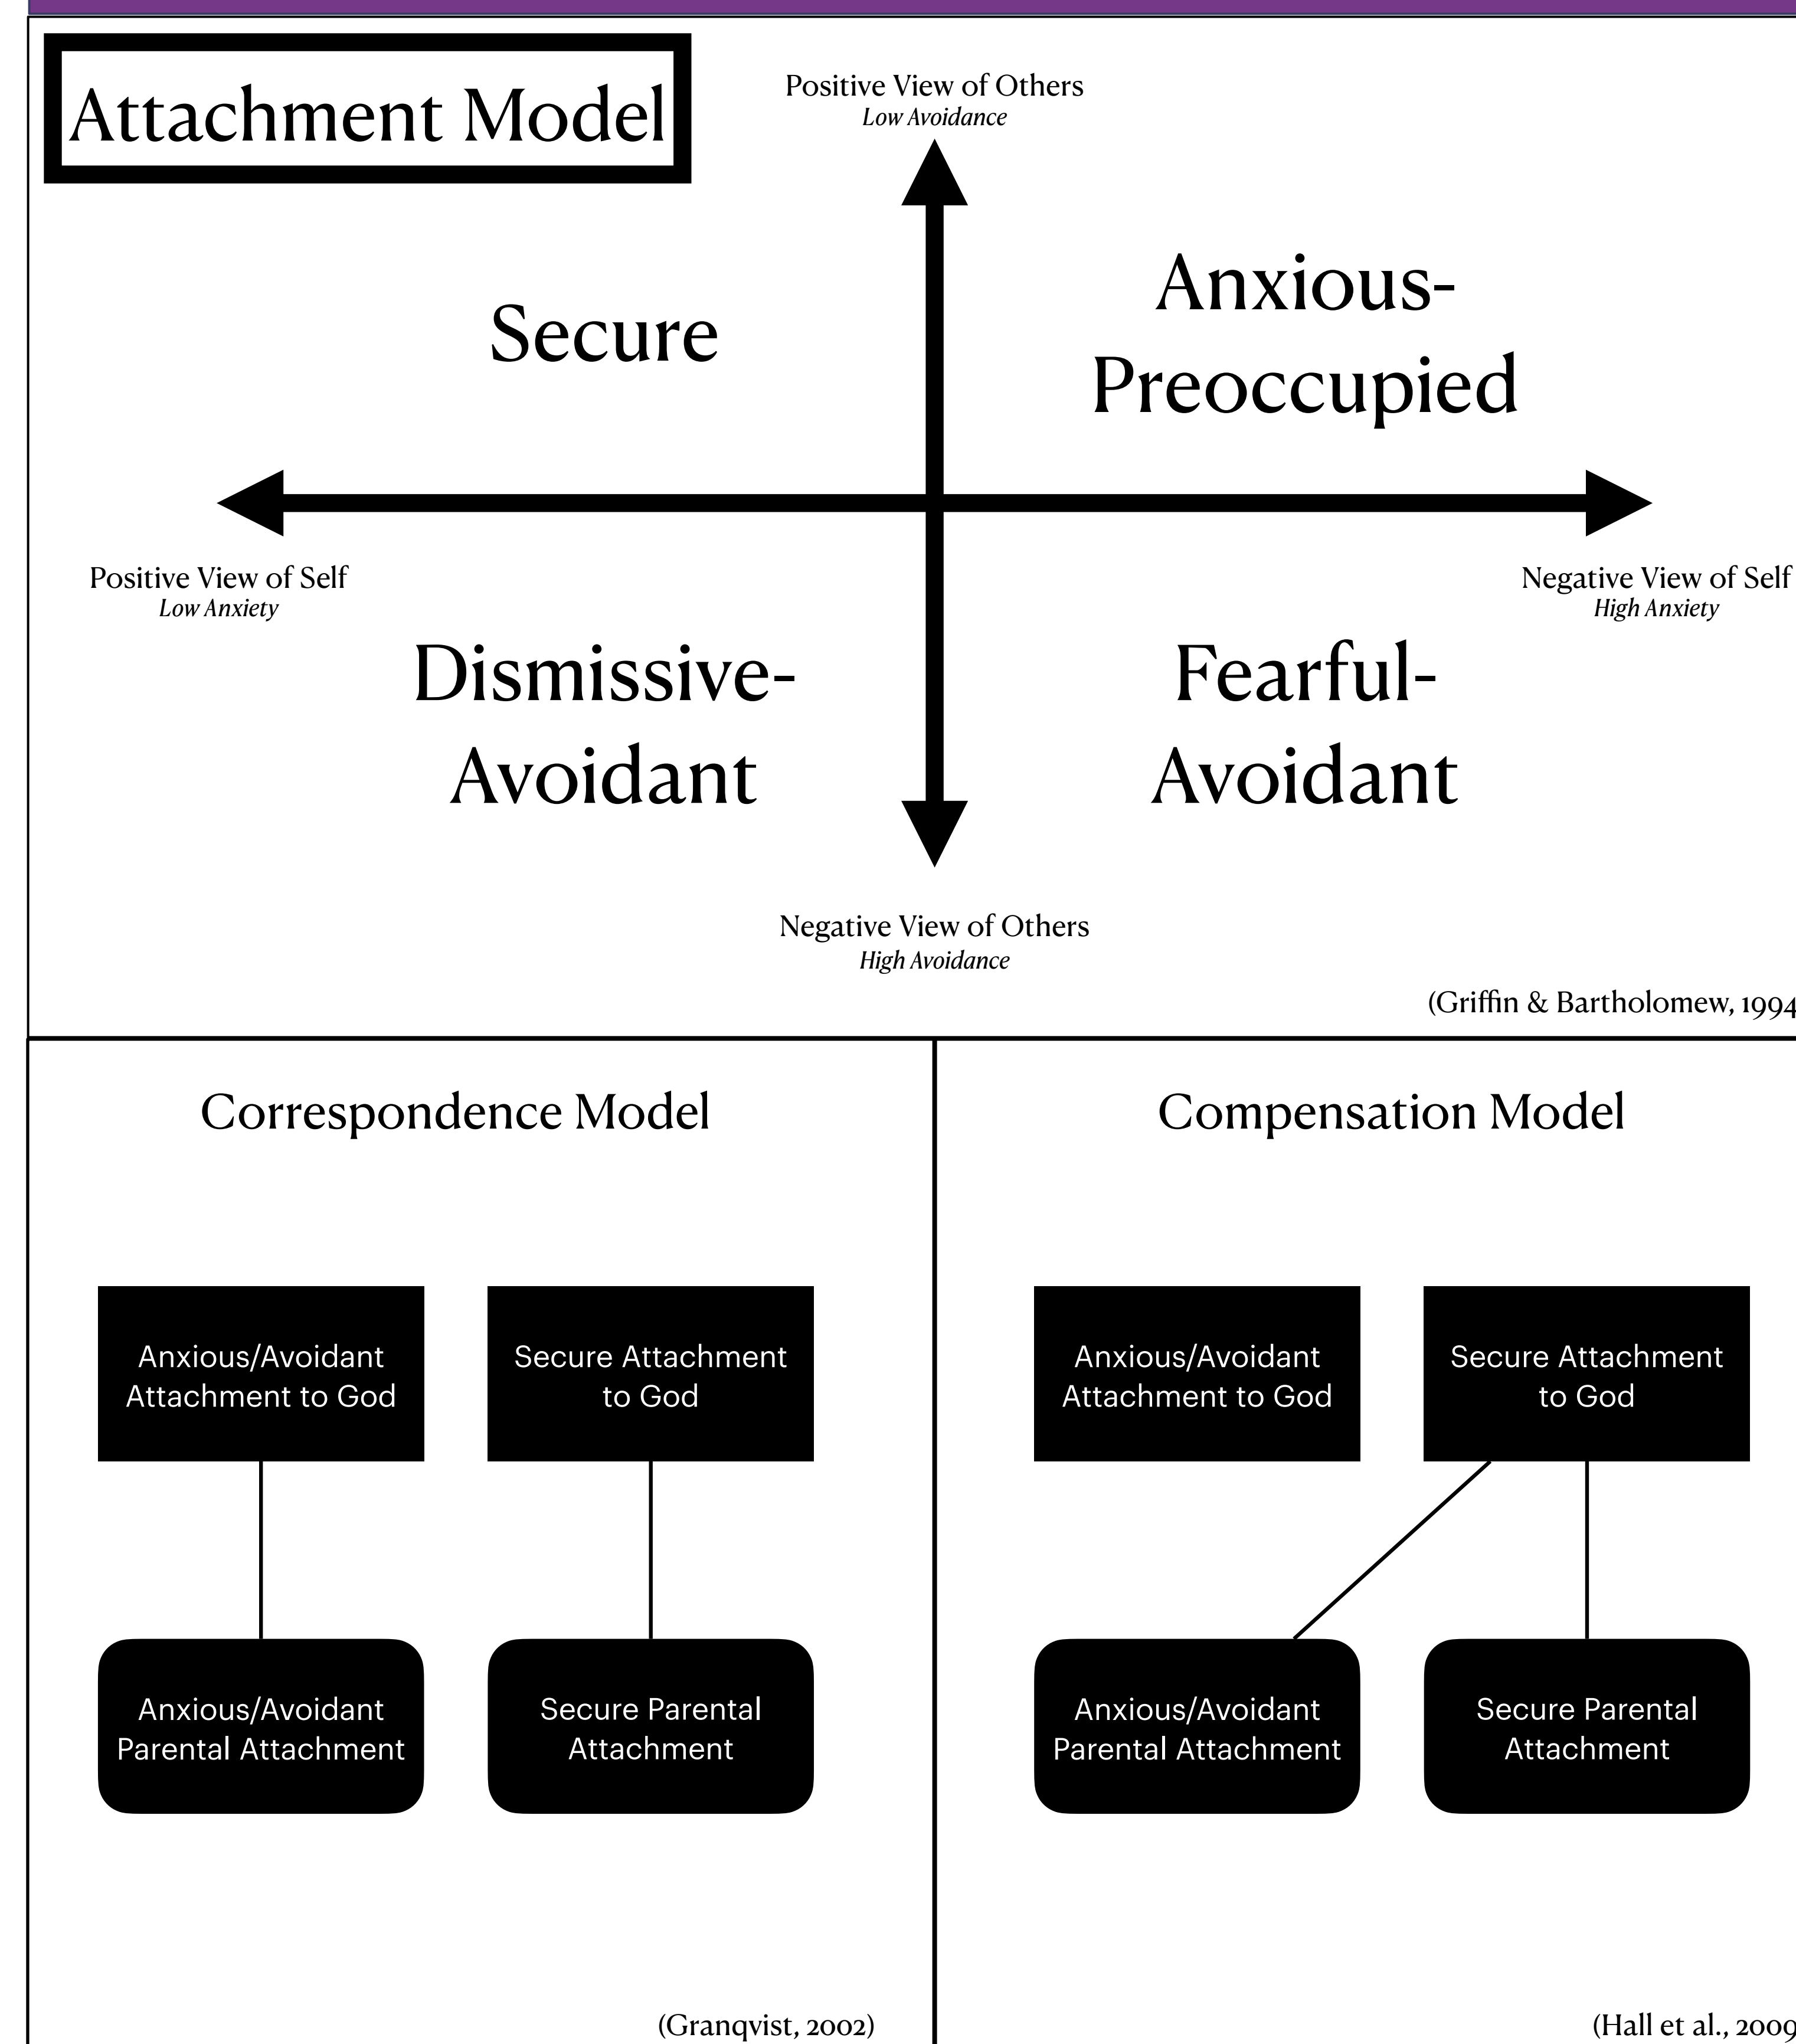 Attachment Model
Positive View of Others
Low Avoidance
Secure
Anxious-
Preoccupied
Positive View of Self
Low Anxiety
Negative View of Self
High Anxiety
Dismissive-
Avoidant
Fearful-
Avoidant
Negative View of Others
High Avoidance
(Griffin & Bartholomew, 1994
Correspondence Model
Anxious/Avoidant
Attachment to God
Secure Attachment
to God
Anxious/Avoidant
Parental Attachment
Secure Parental
Attachment
(Granqvist, 2002)
Compensation Model
Anxious/Avoidant
Attachment to God
Secure Attachment
to God
Anxious/Avoidant
Parental Attachment
Secure Parental
Attachment
(Hall et al., 2009